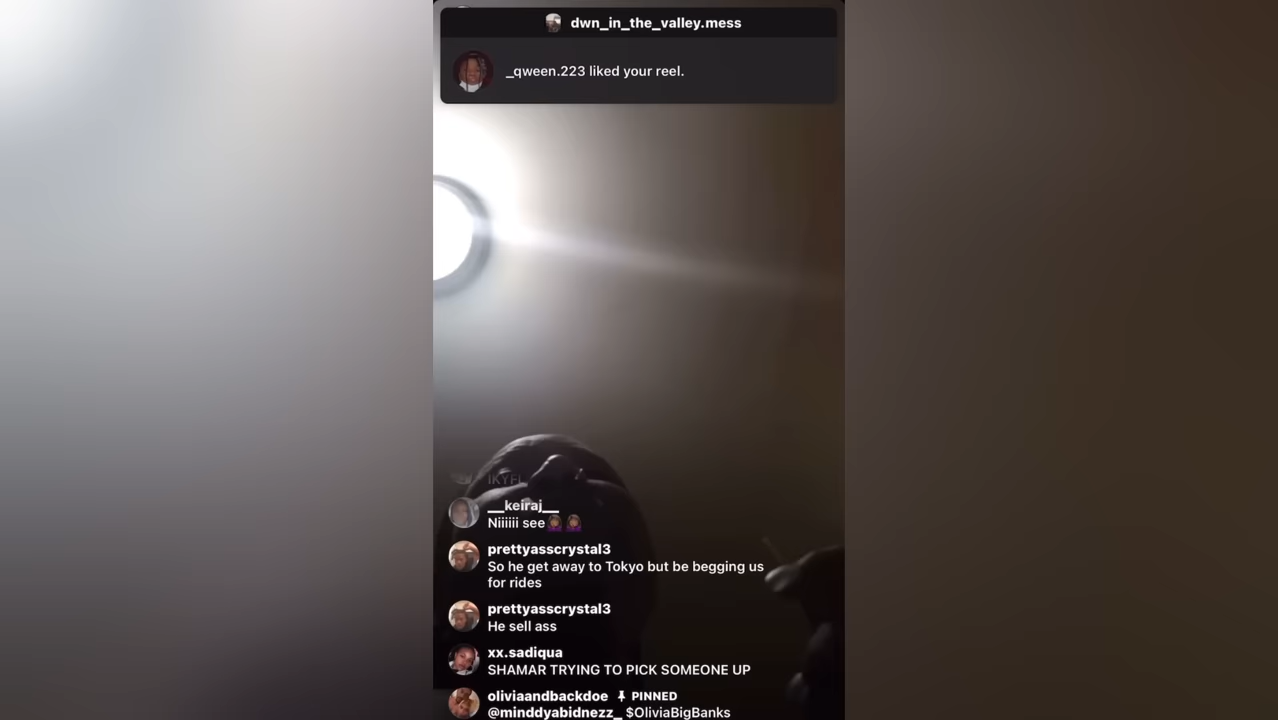 dwn_in_the_valley.mess
_qween.223 liked your reel.
IKYFL
__keiraj__
Niiiiii see🤷🏽‍♀️🤷🏽‍♀️
prettyasscrystal3
So he get away to Tokyo but be begging us
for rides
prettyasscrystal3
He sell ass
xx.sadiqua
SHAMAR TRYING TO PICK SOMEONE UP
oliviaandbackdoe PINNED
@minddyabidnezz_ $OliviaBigBanks